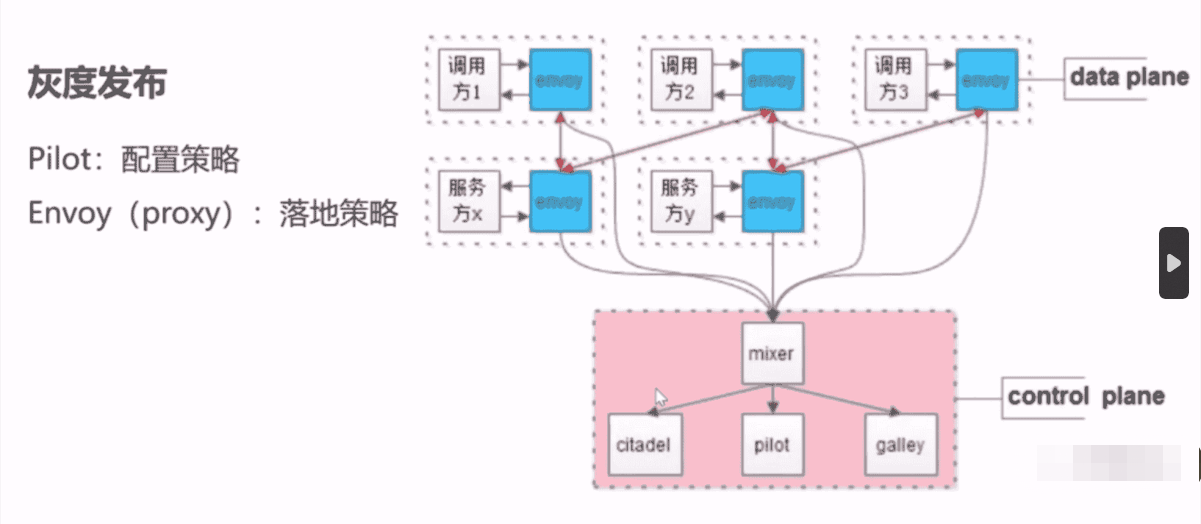 灰度发布
Pilot：配置策略
Envoy（proxy）：落地策略
调用
方1
envoy
调用
方2
envoy
调用
方3
envoy
data plane
服务
方x
envoy
服务
方y
envoy
mixer
citadel
pilot
galley
control plane